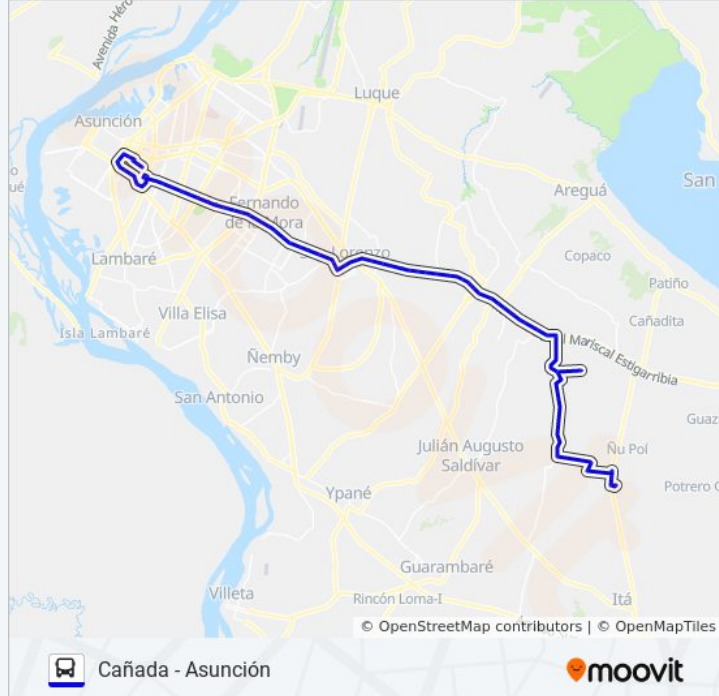 Avenida Héro
Luque
Asunción
San
Areguá
Fernando
de la Mora
Lorenzo
Copaco
Lambaré
Patiño
Villa Elisa
Cañadita
Isla Lambaré
Mariscal Estigarribia
Ñemby
San Antonio
Guaz
Julián Augusto
Saldívar
Ñu Pol
Ypané
Potrero
Guarambaré
Villeta
Rincón Loma-I
Itá
© OpenStreetMap contributors | © OpenMapTiles
Cañada - Asunción
moovit